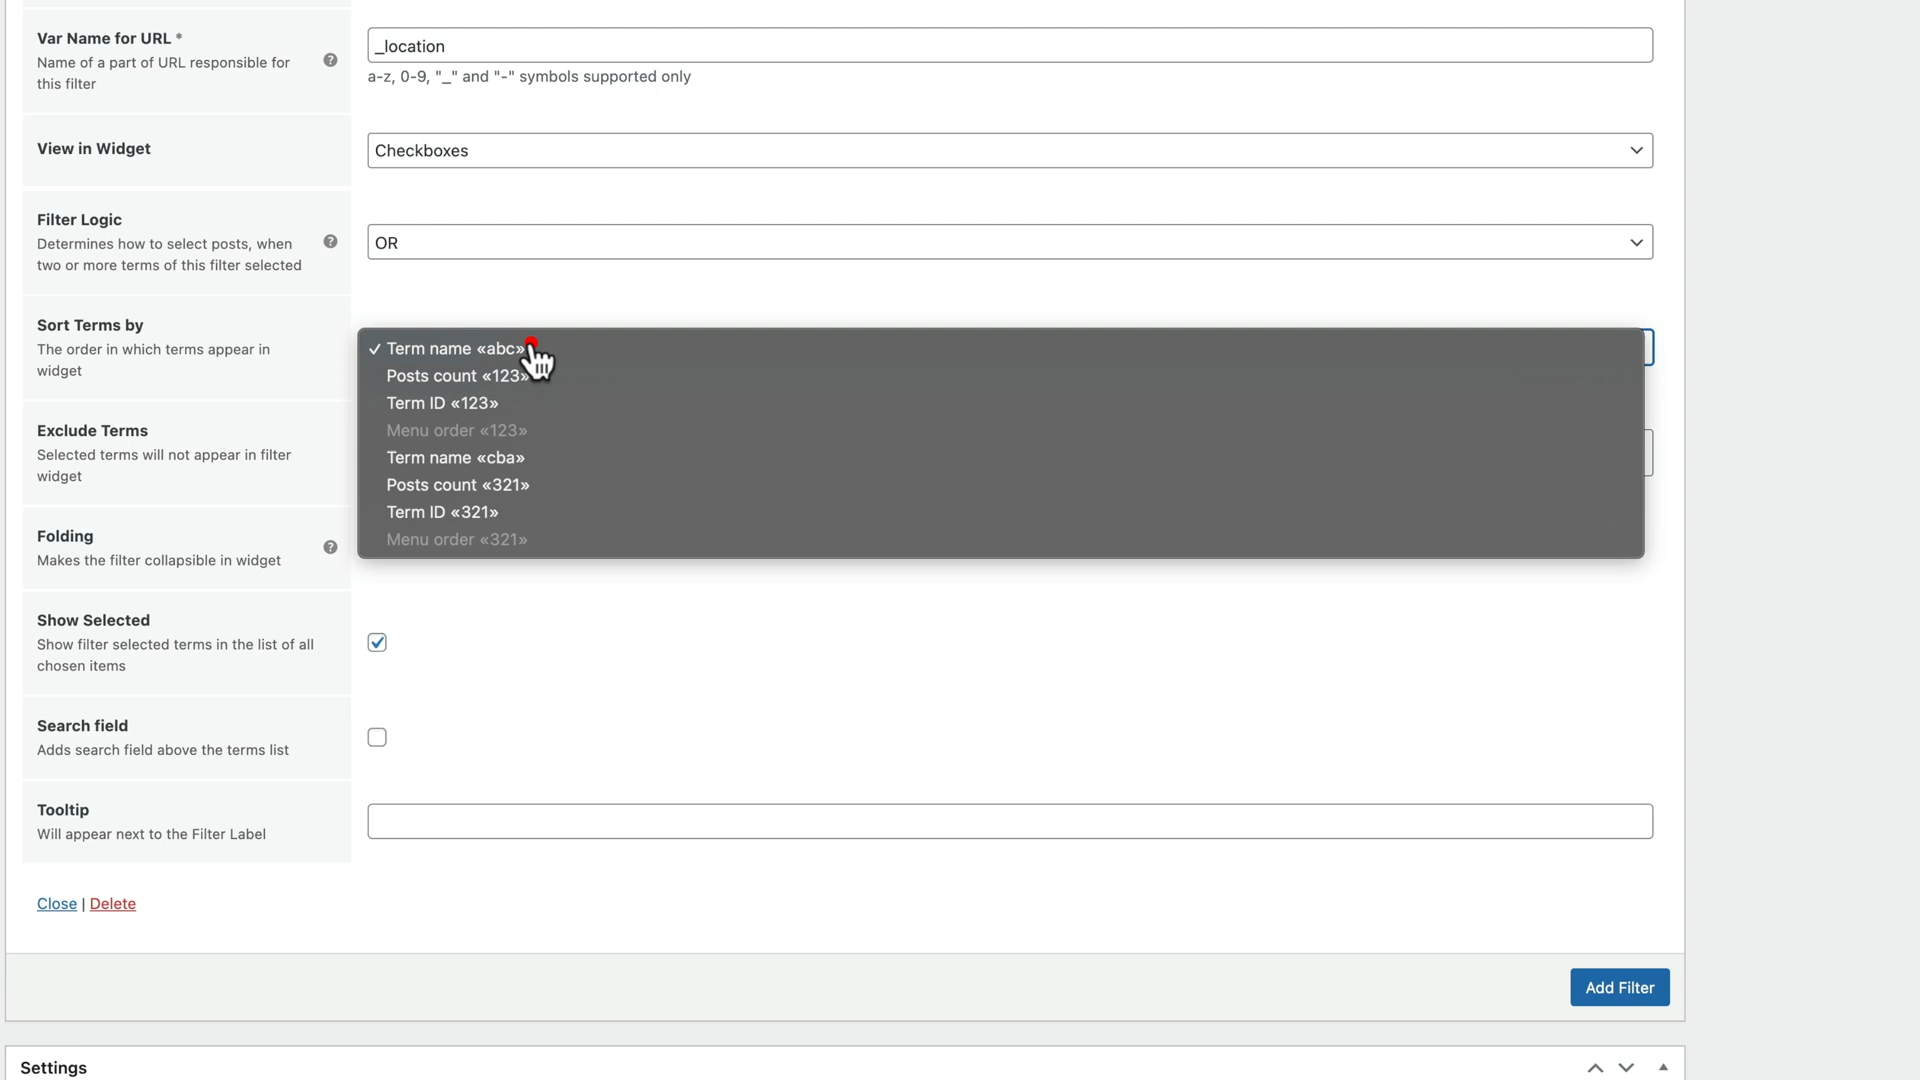 Var Name for URL *
Name of a part of URL responsible for
this filter
_location
a-z, 0-9, "_" and "-" symbols supported only
View in Widget
Checkboxes
Filter Logic
Determines how to select posts, when
two or more terms of this filter selected
OR
Sort Terms by
The order in which terms appear in
widget
✓ Term name «abc»
Posts count «123»
Term ID «123»
Menu order «123»
Term name «cba»
Posts count «321»
Term ID «321»
Menu order «321»
Exclude Terms
Selected terms will not appear in filter
widget
Folding
Makes the filter collapsible in widget
Show Selected
Show filter selected terms in the list of all
chosen items
Search field
Adds search field above the terms list
Tooltip
Will appear next to the Filter Label
Close | Delete
Add Filter
Settings